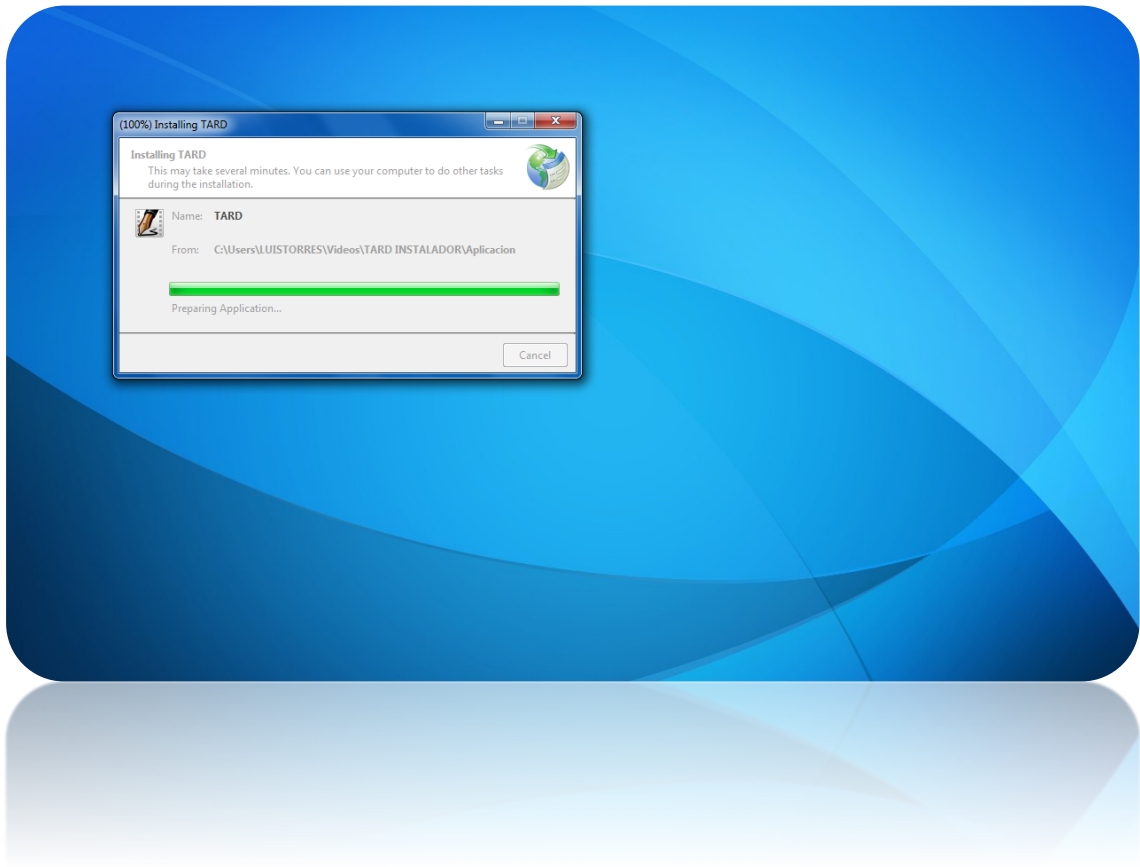 (100%) Installing TARD
Installing TARD
This may take several minutes. You can use your computer to do other tasks
during the installation.
Name: TARD
From: C:\Users\LUISTORRES\Videos\TARD INSTALADOR\Aplicacion
Preparing Application...
Cancel